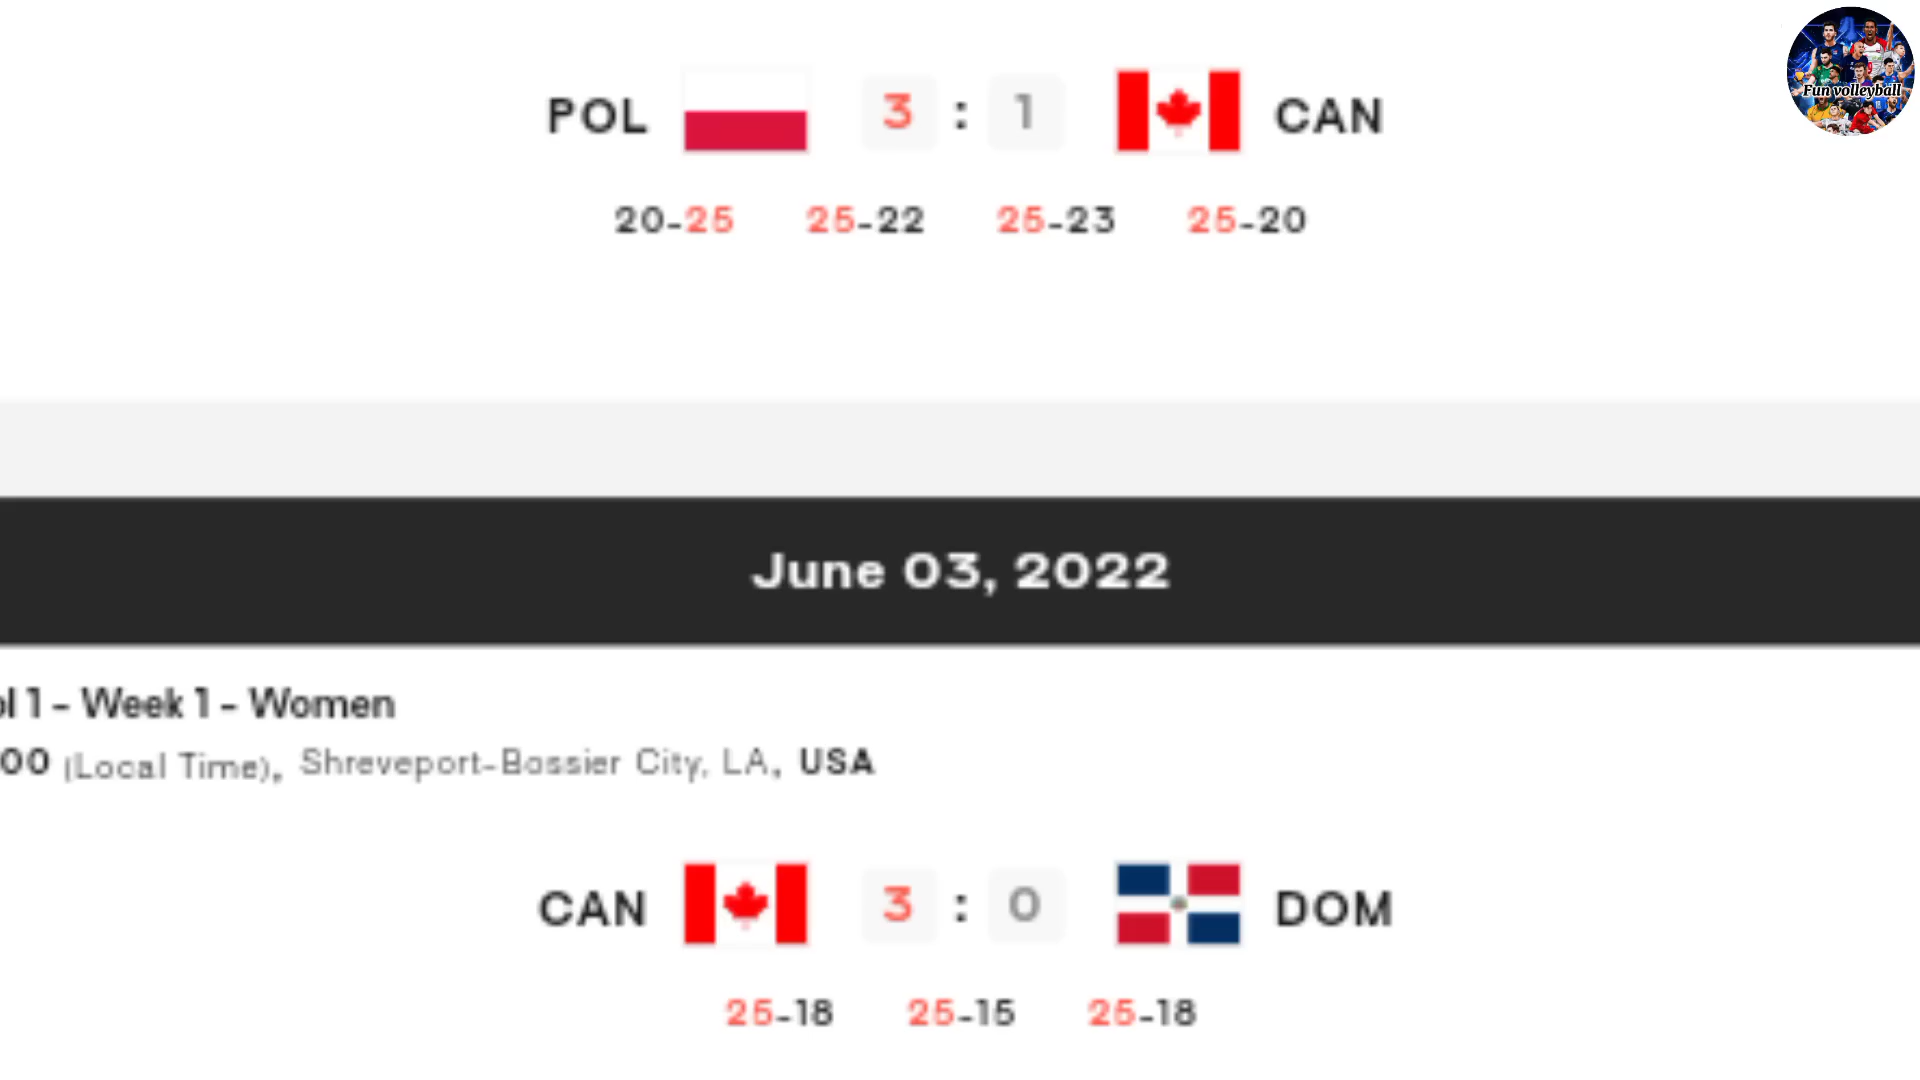 Fun volleyball
POL 3 : 1 CAN
20-25 25-22 25-23 25-20
June 03, 2022
1 - Week 1 - Women
00 (Local Time), Shreveport-Bossier City, LA, USA
CAN 3 : 0 DOM
25-18 25-15 25-18